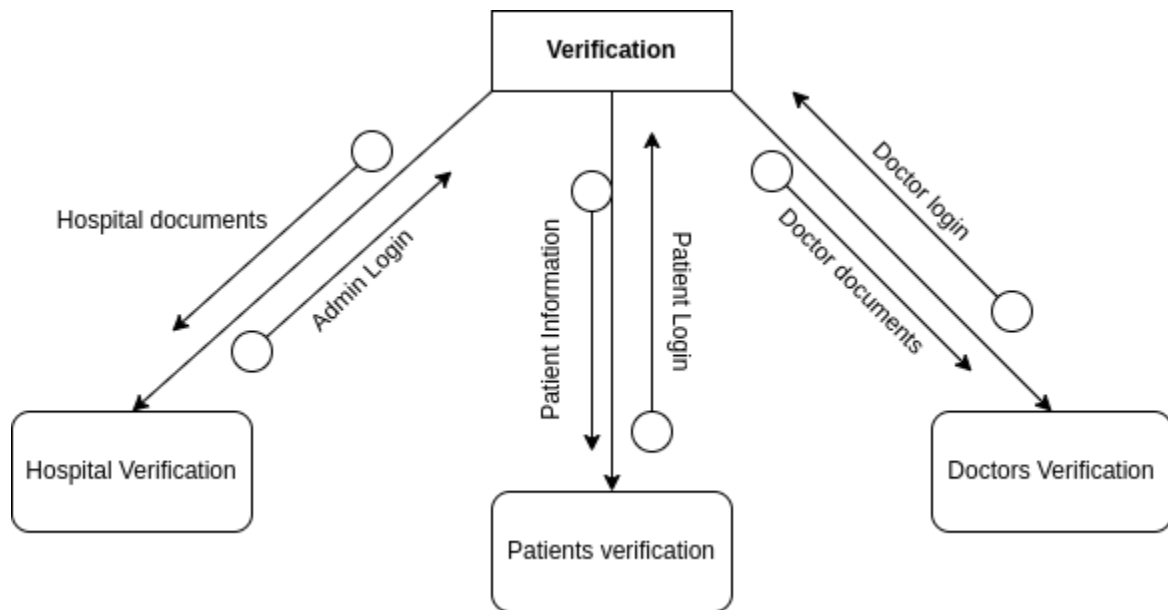 Verification
Hospital documents
Admin Login
Patient Information
Patient Login
Doctor documents
Doctor login
Hospital Verification
Patients verification
Doctors Verification